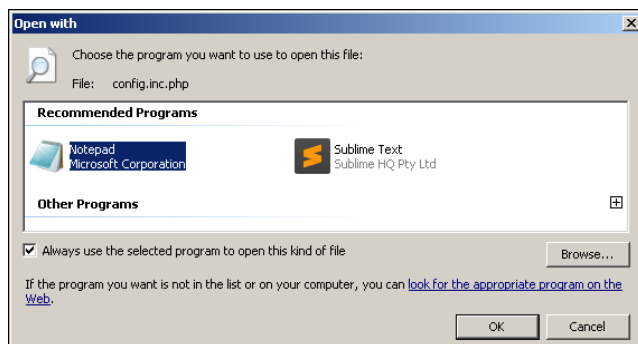 Open with
Choose the program you want to use to open this file:
File: config.inc.php
Recommended Programs
Notepad
Microsoft Corporation
Sublime Text
Sublime HQ Pty Ltd
Other Programs
Always use the selected program to open this kind of file
Browse...
If the program you want is not in the list or on your computer, you can look for the appropriate program on the
Web.
OK
Cancel